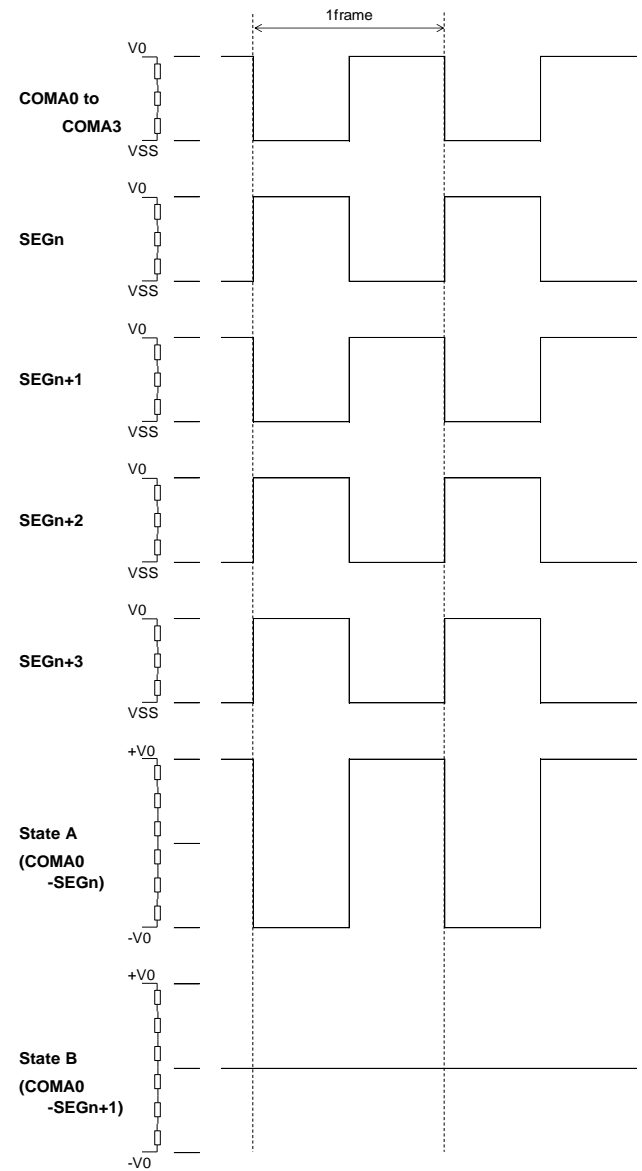 1frame
V0
COMA0 to
COMA3
VSS
V0
SEGn
VSS
V0
SEGn+1
VSS
V0
SEGn+2
VSS
V0
SEGn+3
VSS
+V0
State A
(COMA0
-SEGn)
-V0
+V0
State B
(COMA0
-SEGn+1)
-V0